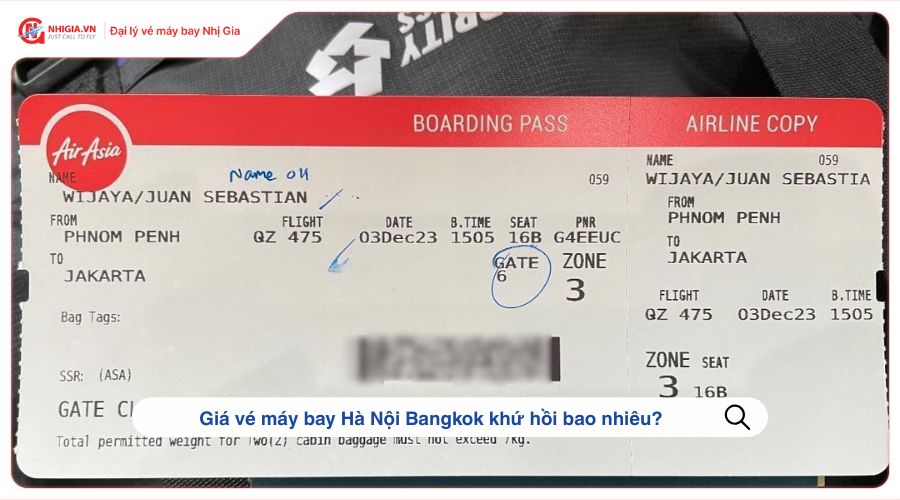 NHIGIA.VN
JUST CALL TO FLY
Đại lý vé máy bay Nhị Gia
PRIORITY
BOARDING PASS
AIRLINE COPY
AirAsia
Name OK
NAME
059
WIJAYA/JUAN SEBASTIAN
FROM
FLIGHT DATE B.TIME SEAT PNR
PHNOM PENH QZ 475 03Dec23 1505 16B G4EEUC
TO
JAKARTA
GATE ZONE
6
3
Bag Tags:
SSR: (ASA)
GATE
Total permitted weight for Two(2) cabin baggage must not exceed 7kg.
NAME 059
WIJAYA/JUAN SEBASTIA
FROM
PHNOM PENH
TO
JAKARTA
FLIGHT DATE B.TIME
QZ 475 03Dec23 1505
ZONE SEAT
3 16B
Giá vé máy bay Hà Nội Bangkok khứ hồi bao nhiêu?